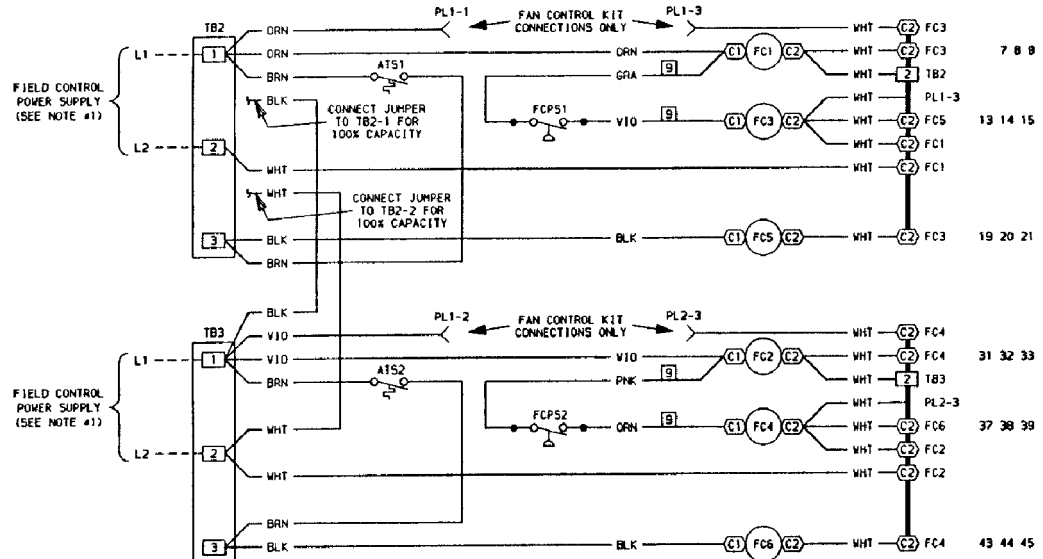 PL1-1 FAN CONTROL KIT PL1-3
CONNECTIONS ONLY
TB2 ORN WHT C2 FC3
L1 1 ORN ORN C1 FC1 C2 WHT C2 FC3 7 8 9
BRN ATS1 GRA 9 WHT 2 TB2
FIELD CONTROL
POWER SUPPLY
(SEE NOTE #1)
BLK WHT PL1-3
CONNECT JUMPER
TO TB2-1 FOR
100% CAPACITY
FCPS1 VIO 9 C1 FC3 C2 WHT C2 FC5 13 14 15
WHT C2 FC1
L2 2 WHT WHT C2 FC1
WHT
CONNECT JUMPER
TO TB2-2 FOR
100% CAPACITY
3 BLK BLK C1 FC5 C2 WHT C2 FC3 19 20 21
BRN
BLK
PL1-2 FAN CONTROL KIT PL2-3
CONNECTIONS ONLY
TB3 VIO WHT C2 FC4
L1 1 VIO VIO C1 FC2 C2 WHT C2 FC4 31 32 33
BRN ATS2 PNK 9 WHT 2 TB3
FIELD CONTROL
POWER SUPPLY
(SEE NOTE #1)
WHT PL2-3
WHT FCPS2 ORN 9 C1 FC4 C2 WHT C2 FC6 37 38 39
L2 2 WHT C2 FC2
WHT WHT C2 FC2
BRN
3 BLK BLK C1 FC6 C2 WHT C2 FC4 43 44 45